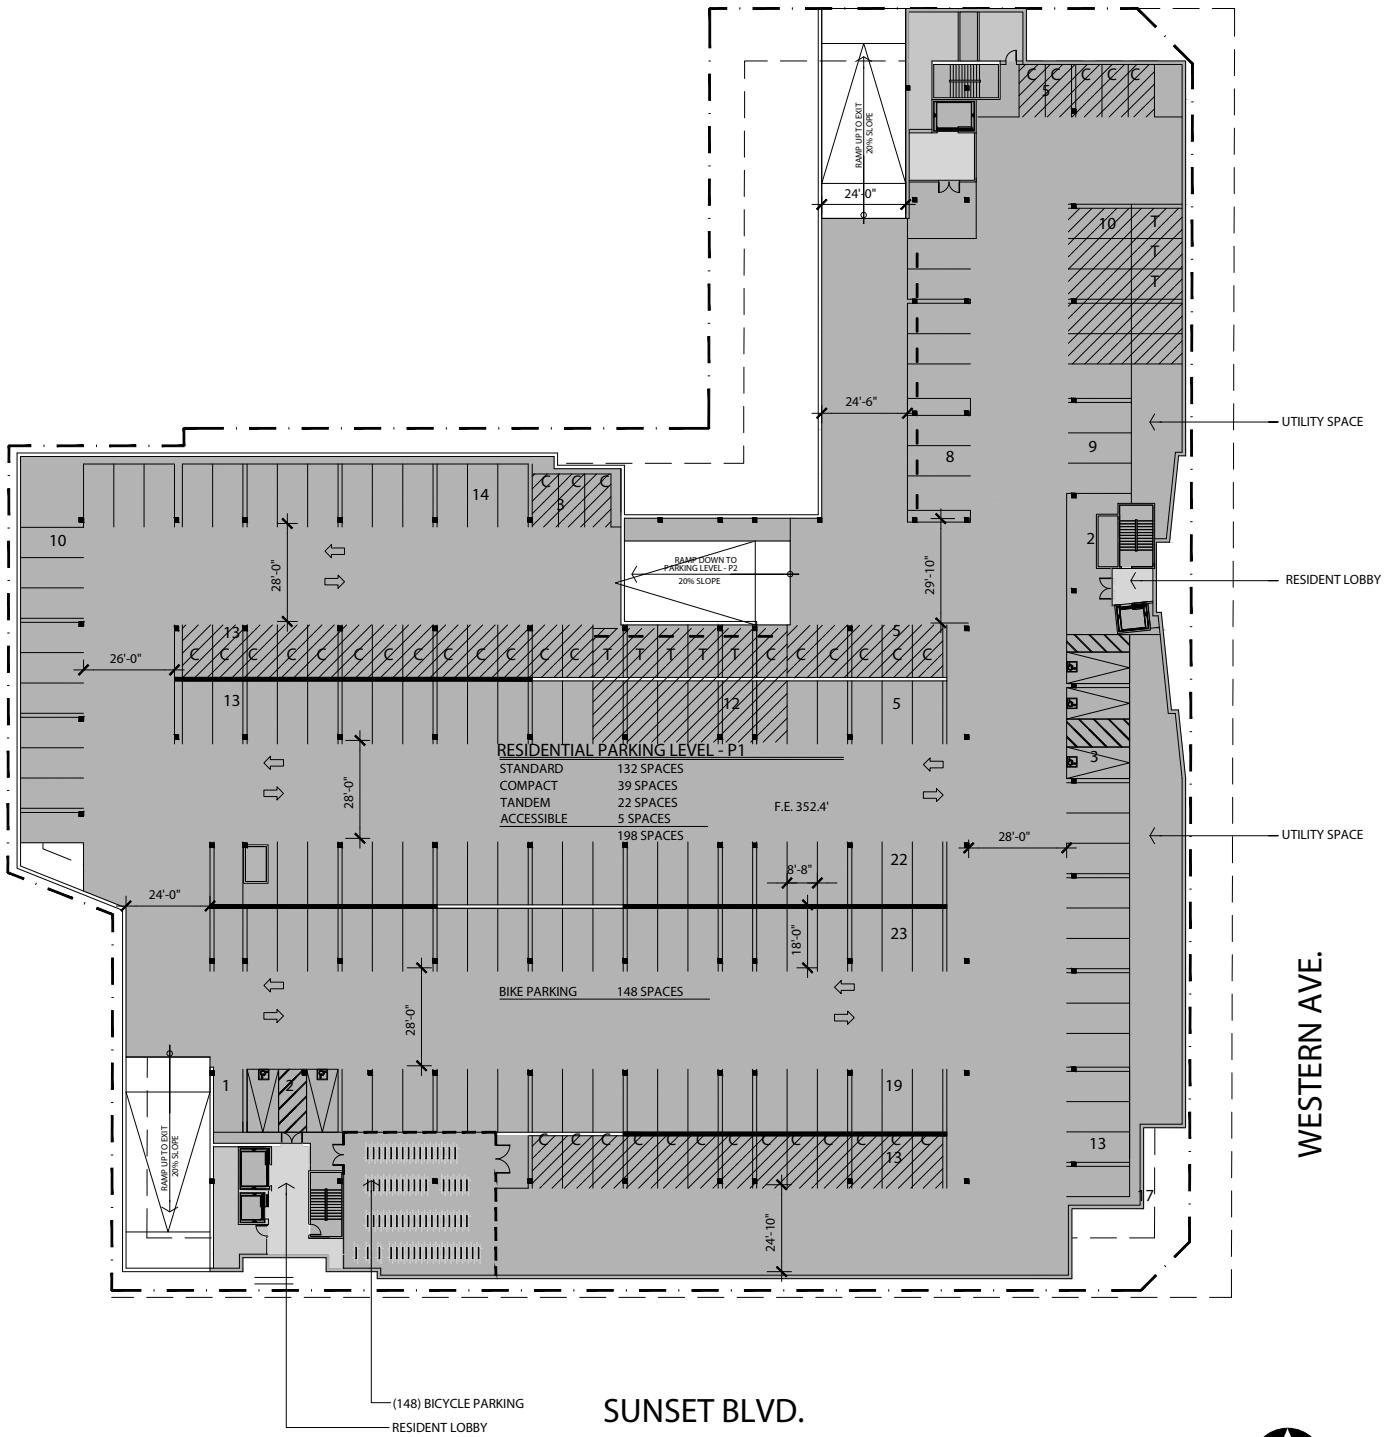 C C C C C
5
RAMP UP TO EXIT
20% SLOPE
24'-0"
10
T
T
T
24'-6"
UTILITY SPACE
8
9
14
C C C
3
10
2
28'-0"
RAMP DOWN TO
PARKING LEVEL - P2
20% SLOPE
29'-10"
RESIDENT LOBBY
13
5
C C C C C C C C C C C C C T T T T T C C C C C C
26'-0"
13
12
5
3
RESIDENTIAL PARKING LEVEL - P1
STANDARD 132 SPACES
COMPACT 39 SPACES
TANDEM 22 SPACES
ACCESSIBLE 5 SPACES
198 SPACES
F.E. 352.4'
28'-0"
28'-0"
UTILITY SPACE
22
8'-8"
24'-0"
23
18'-0"
BIKE PARKING 148 SPACES
28'-0"
WESTERN AVE.
1
2
19
RAMP UP TO EXIT
20% SLOPE
C C C C C C C C C C C C C
13
13
17
24'-10"
(148) BICYCLE PARKING
RESIDENT LOBBY
SUNSET BLVD.